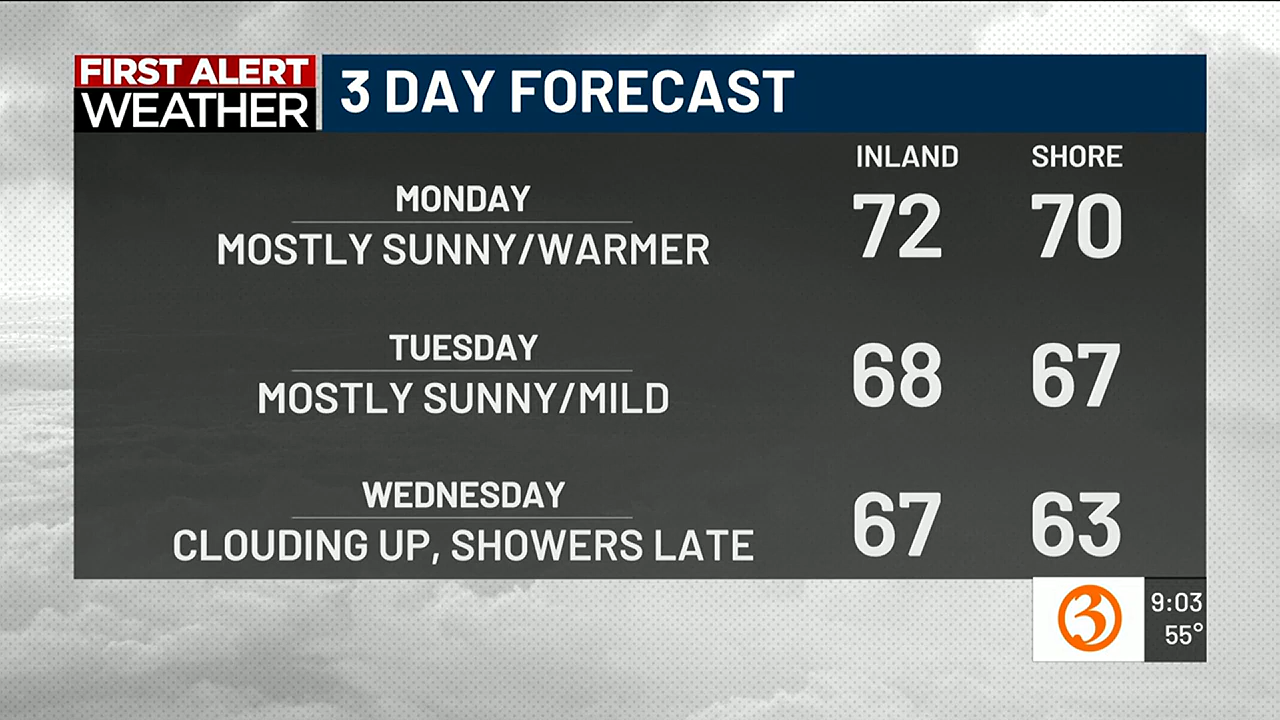 FIRST ALERT
WEATHER
3 DAY FORECAST
INLAND SHORE
MONDAY
MOSTLY SUNNY/WARMER
72 70
TUESDAY
MOSTLY SUNNY/MILD
68 67
WEDNESDAY
CLOUDING UP, SHOWERS LATE
67 63
3
9:03
55°